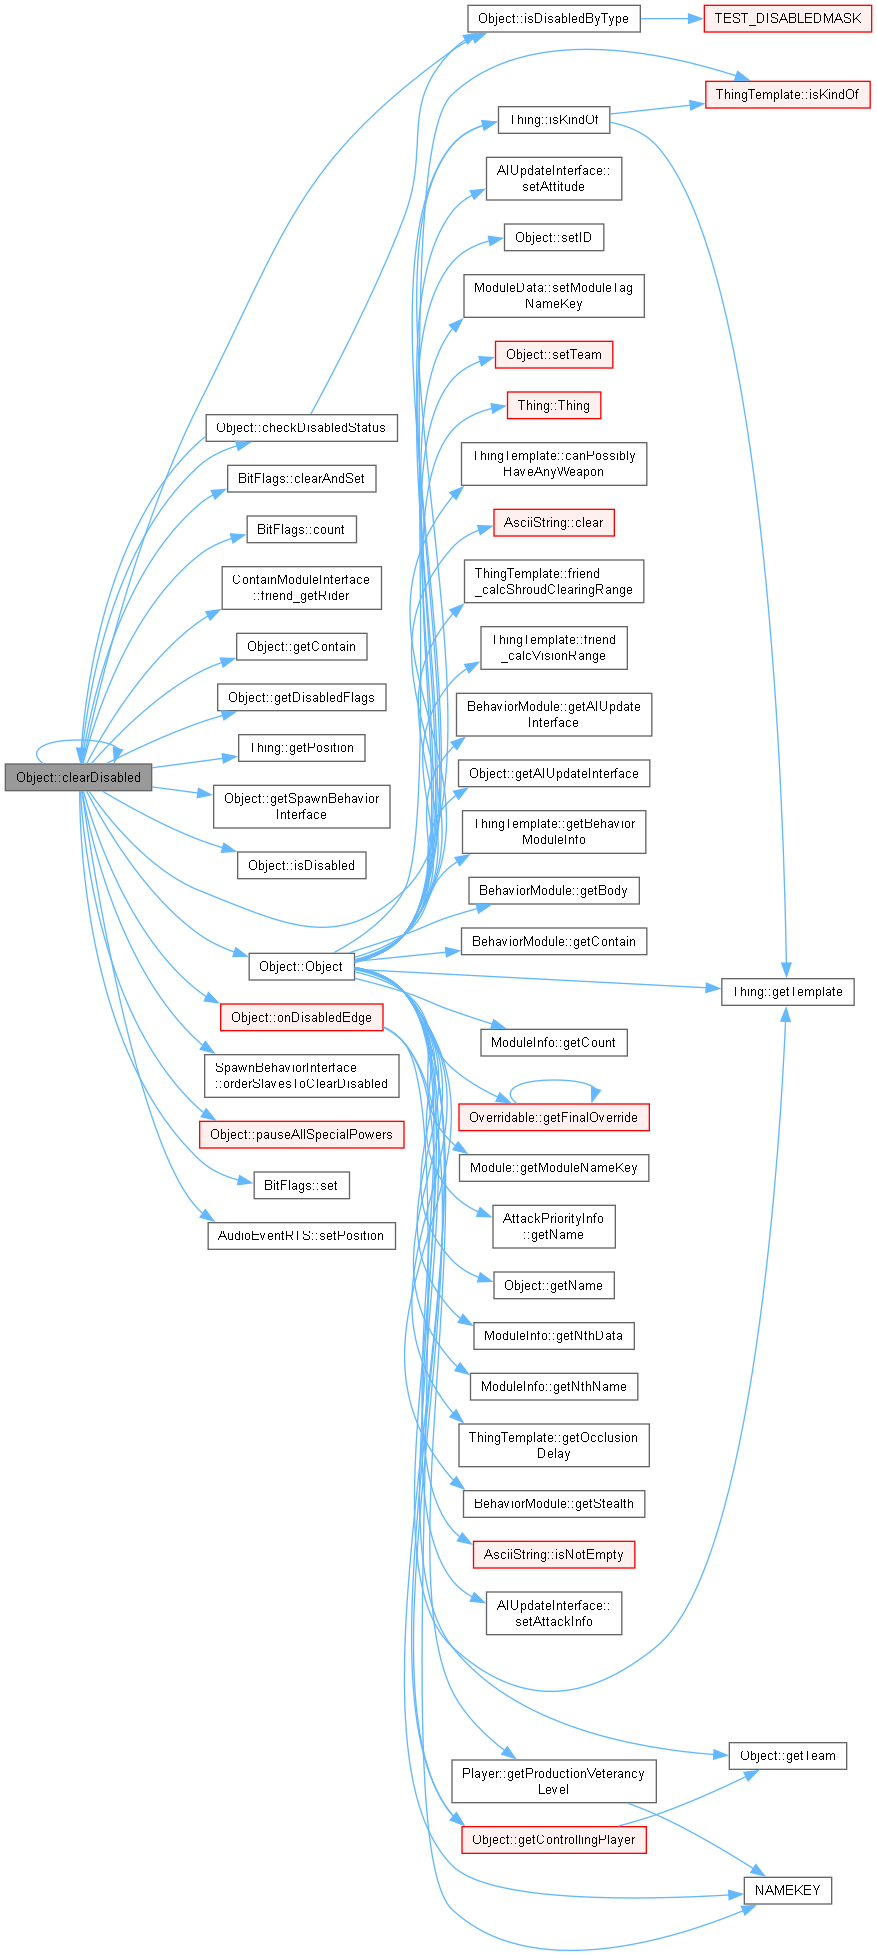 Object::isDisabledByType
TEST_DISABLEDMASK
ThingTemplate::isKindOf
Thing::isKindOf
AIUpdateInterface::
setAttitude
Object::setID
ModuleData::setModuleTag
NameKey
Object::setTeam
Thing::Thing
Object::checkDisabledStatus
ThingTemplate::canPossibly
HaveAnyWeapon
BitFlags::clearAndSet
AsciiString::clear
BitFlags::count
ContainModuleInterface
::friend_getRider
ThingTemplate::friend
_calcShroudClearingRange
Object::getContain
ThingTemplate::friend
_calcVisionRange
Object::getDisabledFlags
BehaviorModule::getAIUpdate
Interface
Thing::getPosition
Object::clearDisabled
Object::getAIUpdateInterface
Object::getSpawnBehavior
Interface
ThingTemplate::getBehavior
ModuleInfo
Object::isDisabled
BehaviorModule::getBody
BehaviorModule::getContain
Object::Object
Thing::getTemplate
Object::onDisabledEdge
ModuleInfo::getCount
SpawnBehaviorInterface
::orderSlavesToClearDisabled
Overridable::getFinalOverride
Object::pauseAllSpecialPowers
Module::getModuleNameKey
BitFlags::set
AttackPriorityInfo
::getName
AudioEventRTS::setPosition
Object::getName
ModuleInfo::getNthData
ModuleInfo::getNthName
ThingTemplate::getOcclusion
Delay
BehaviorModule::getStealth
AsciiString::isNotEmpty
AIUpdateInterface::
setAttackInfo
Object::getTeam
Player::getProductionVeterancy
Level
Object::getControllingPlayer
NAMEKEY